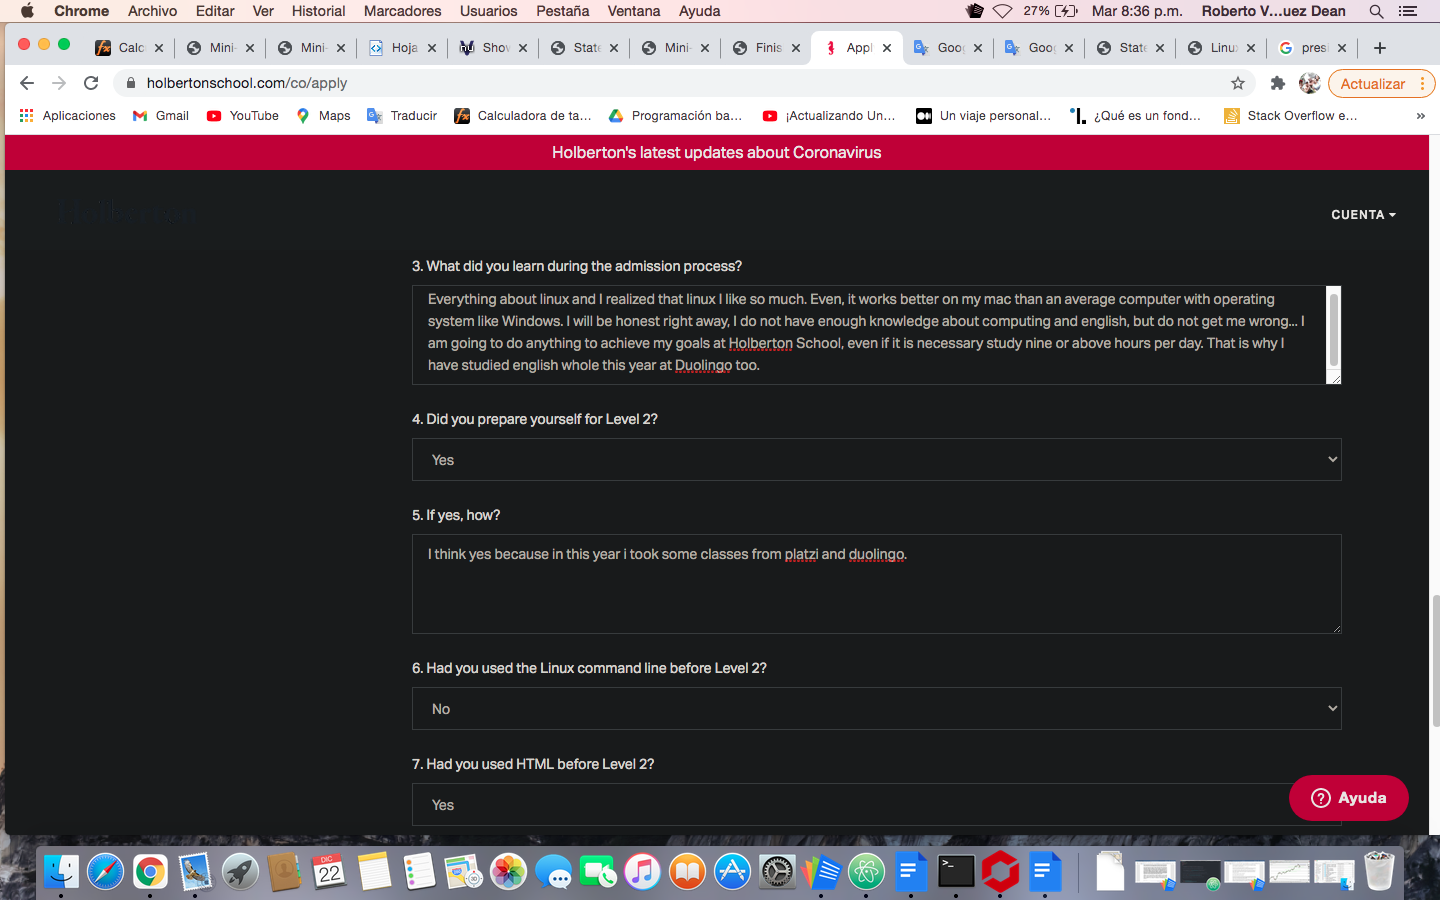 Chrome Archivo Editar Ver Historial Marcadores Usuarios Pestaña Ventana Ayuda 27% Mar 8:36 p.m. Roberto V...uez Dean
Calc Mini- Mini- Hoja Show State Mini- Finis Appl Goog Goog State Linux pres
holbertonschool.com/co/apply Actualizar
Aplicaciones Gmail YouTube Maps Traducir Calculadora de ta... Programación ba... ¡Actualizando Un... Un viaje personal... ¿Qué es un fond... Stack Overflow e... »
Holberton's latest updates about Coronavirus
CUENTA
3. What did you learn during the admission process?
Everything about linux and I realized that linux I like so much. Even, it works better on my mac than an average computer with operating
system like Windows. I will be honest right away, I do not have enough knowledge about computing and english, but do not get me wrong... I
am going to do anything to achieve my goals at Holberton School, even if it is necessary study nine or above hours per day. That is why I
have studied english whole this year at Duolingo too.
4. Did you prepare yourself for Level 2?
Yes
5. If yes, how?
I think yes because in this year i took some classes from platzi and duolingo.
6. Had you used the Linux command line before Level 2?
No
7. Had you used HTML before Level 2?
Yes
Ayuda
DIC
22